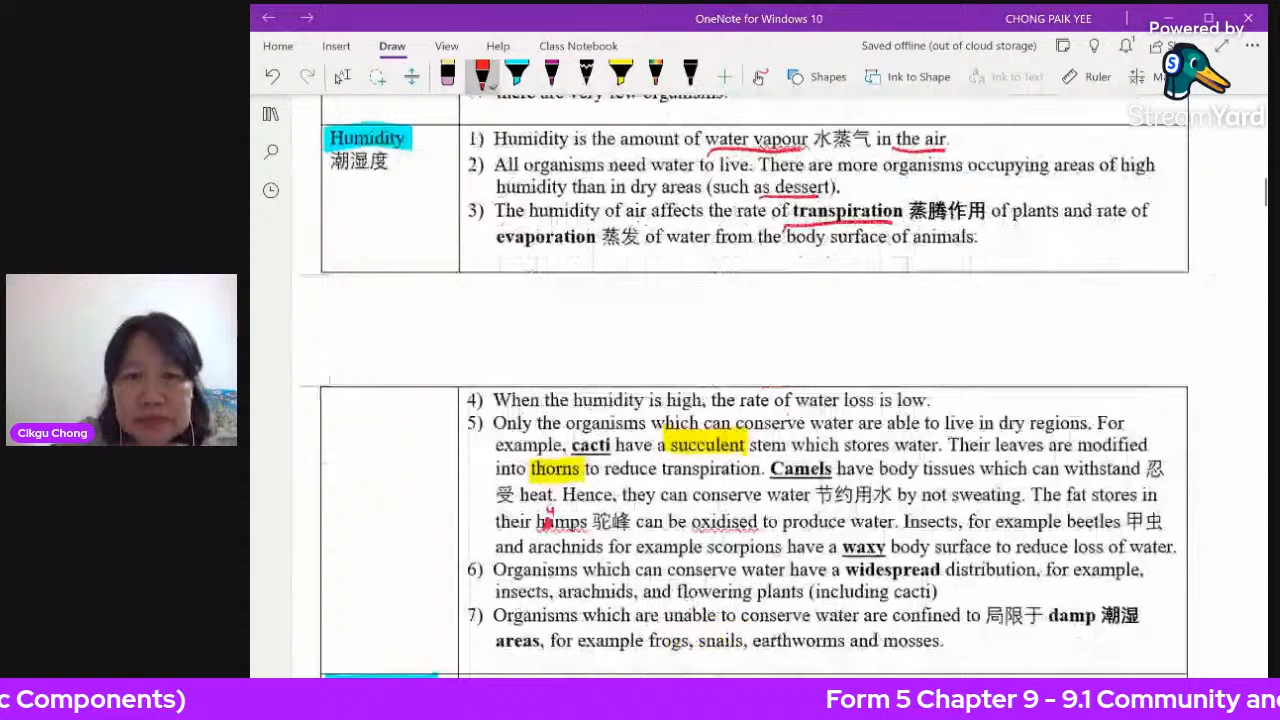 OneNote for Windows 10
CHONG PAIK YEE
Powered by
Home Insert Draw View Help Class Notebook
Saved offline (out of cloud storage)
Shapes Ink to Shape Ink to Text Ruler
StreamYard
there are very few organisms.
Humidity
潮湿度
1) Humidity is the amount of water vapour 水蒸气 in the air.
2) All organisms need water to live. There are more organisms occupying areas of high
humidity than in dry areas (such as dessert).
3) The humidity of air affects the rate of transpiration 蒸腾作用 of plants and rate of
evaporation 蒸发 of water from the body surface of animals.
4) When the humidity is high, the rate of water loss is low.
5) Only the organisms which can conserve water are able to live in dry regions. For
example, cacti have a succulent stem which stores water. Their leaves are modified
into thorns to reduce transpiration. Camels have body tissues which can withstand 忍
受 heat. Hence, they can conserve water 节约用水 by not sweating. The fat stores in
their humps 驼峰 can be oxidised to produce water. Insects, for example beetles 甲虫
and arachnids for example scorpions have a waxy body surface to reduce loss of water.
6) Organisms which can conserve water have a widespread distribution, for example,
insects, arachnids, and flowering plants (including cacti)
7) Organisms which are unable to conserve water are confined to 局限于 damp 潮湿
areas, for example frogs, snails, earthworms and mosses.
Cikgu Chong
c Components)
Form 5 Chapter 9 - 9.1 Community and